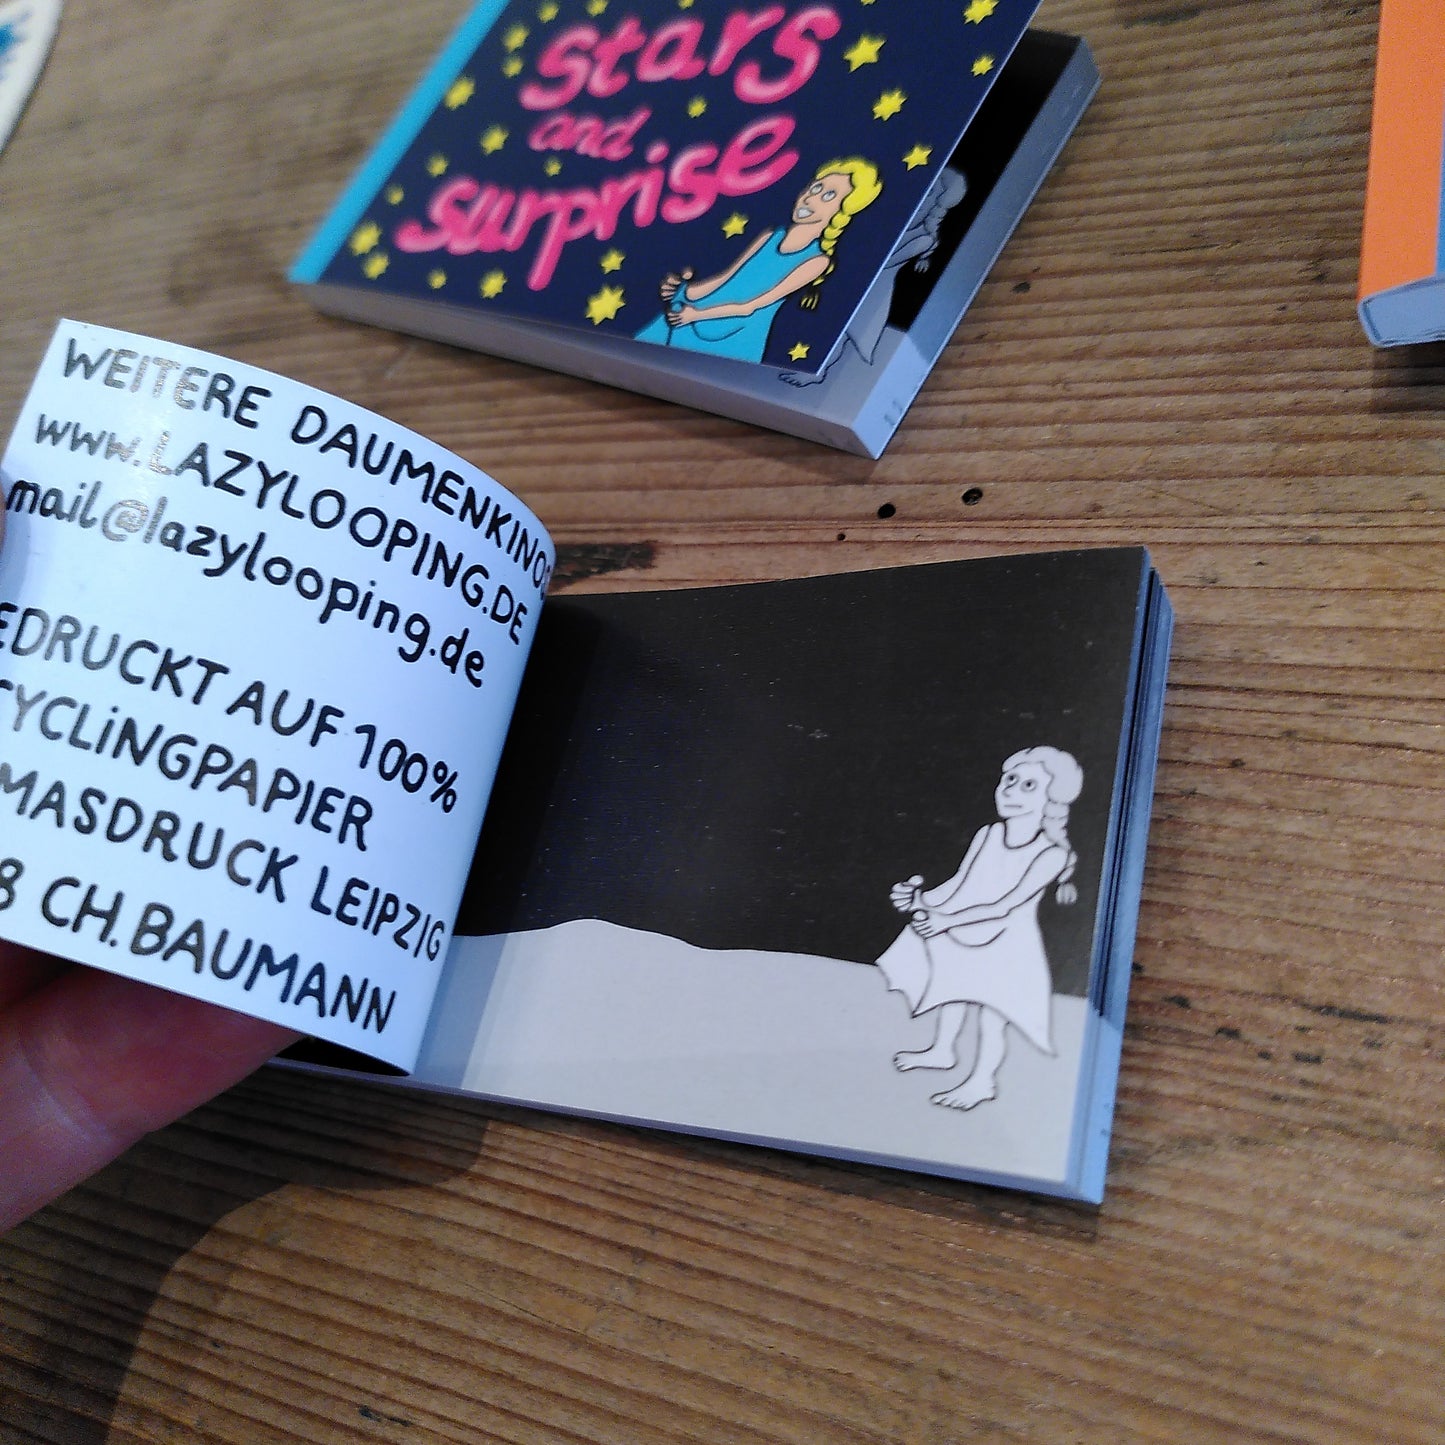 stars
and
surprise
WEITERE DAUMENKINOS
www.LAZYLOOPING.DE
mail@lazylooping.de
EDRUCKT AUF 100%
YCLiNGPAPIER
MASDRUCK LEIPZIG
8 CH.BAUMANN